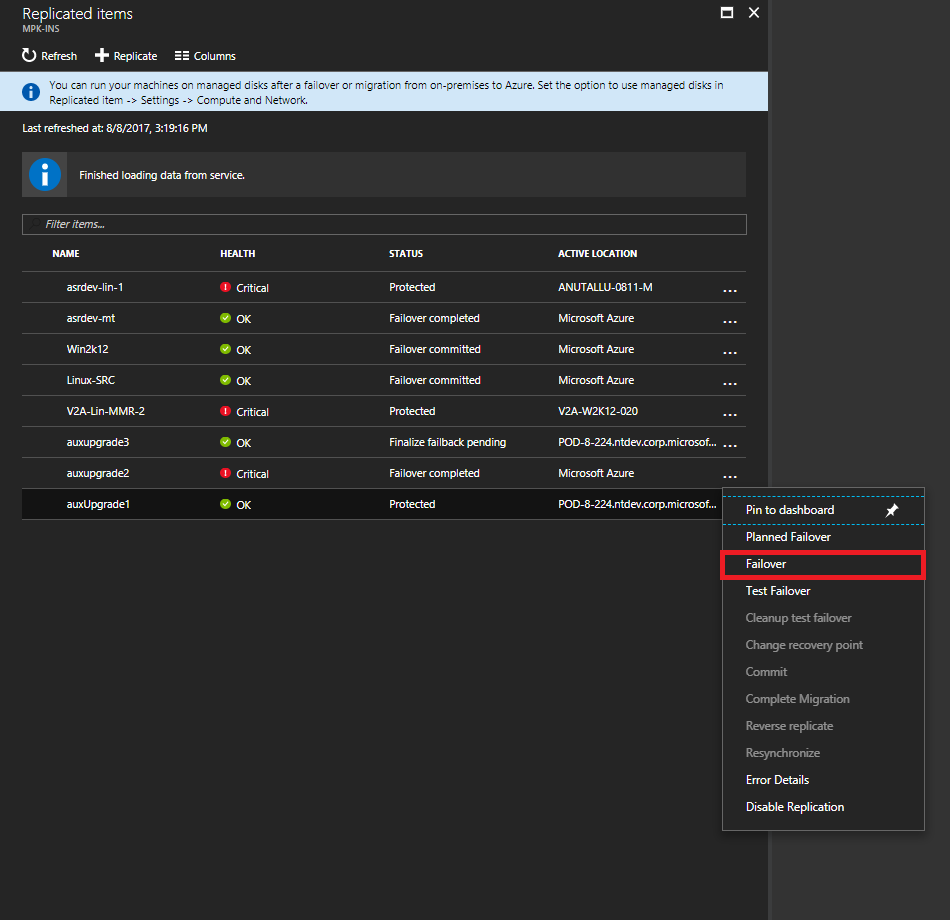 Replicated items
MPK-INS
Refresh Replicate Columns
You can run your machines on managed disks after a failover or migration from on-premises to Azure. Set the option to use managed disks in
Replicated item -> Settings -> Compute and Network.
Last refreshed at: 8/8/2017, 3:19:16 PM
Finished loading data from service.
Filter items...
NAME HEALTH STATUS ACTIVE LOCATION
asrdev-lin-1 Critical Protected ANUTALLU-0811-M ...
asrdev-mt OK Failover completed Microsoft Azure ...
Win2k12 OK Failover committed Microsoft Azure ...
Linux-SRC OK Failover committed Microsoft Azure ...
V2A-Lin-MMR-2 Critical Protected V2A-W2K12-020 ...
auxupgrade3 OK Finalize failback pending POD-8-224.ntdev.corp.microsof... ...
auxupgrade2 Critical Failover completed Microsoft Azure ...
auxUpgrade1 OK Protected POD-8-224.ntdev.corp.microsof...
Pin to dashboard
Planned Failover
Failover
Test Failover
Cleanup test failover
Change recovery point
Commit
Complete Migration
Reverse replicate
Resynchronize
Error Details
Disable Replication